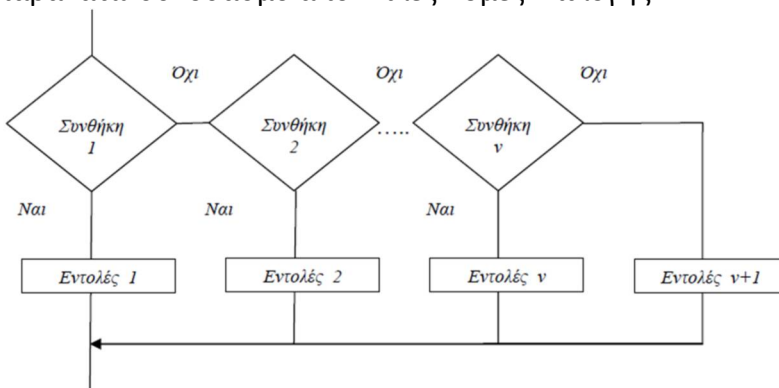 Όχι Όχι Όχι
Συνθήκη Συνθήκη Συνθήκη
1 2 ..... ν
Ναι Ναι Ναι
Εντολές 1 Εντολές 2 Εντολές ν Εντολές ν+1